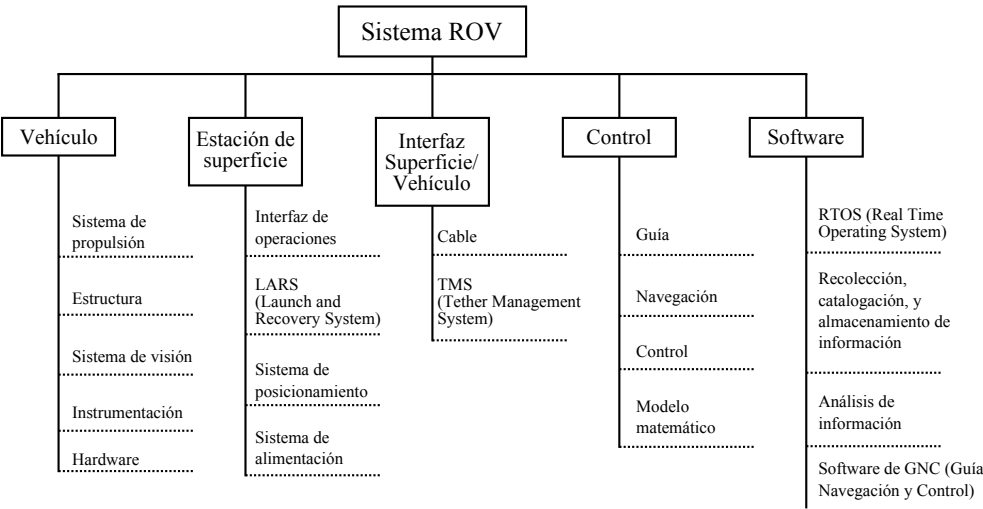 Sistema ROV
Vehículo
Sistema de
propulsión
Estructura
Sistema de visión
Instrumentación
Hardware
Estación de
superficie
Interfaz de
operaciones
LARS
(Launch and
Recovery System)
Sistema de
posicionamiento
Sistema de
alimentación
Interfaz
Superficie/
Vehículo
Cable
TMS
(Tether Management
System)
Control
Guía
Navegación
Control
Modelo
matemático
Software
RTOS (Real Time
Operating System)
Recolección,
catalogación, y
almacenamiento de
información
Análisis de
información
Software de GNC (Guía
Navegación y Control)